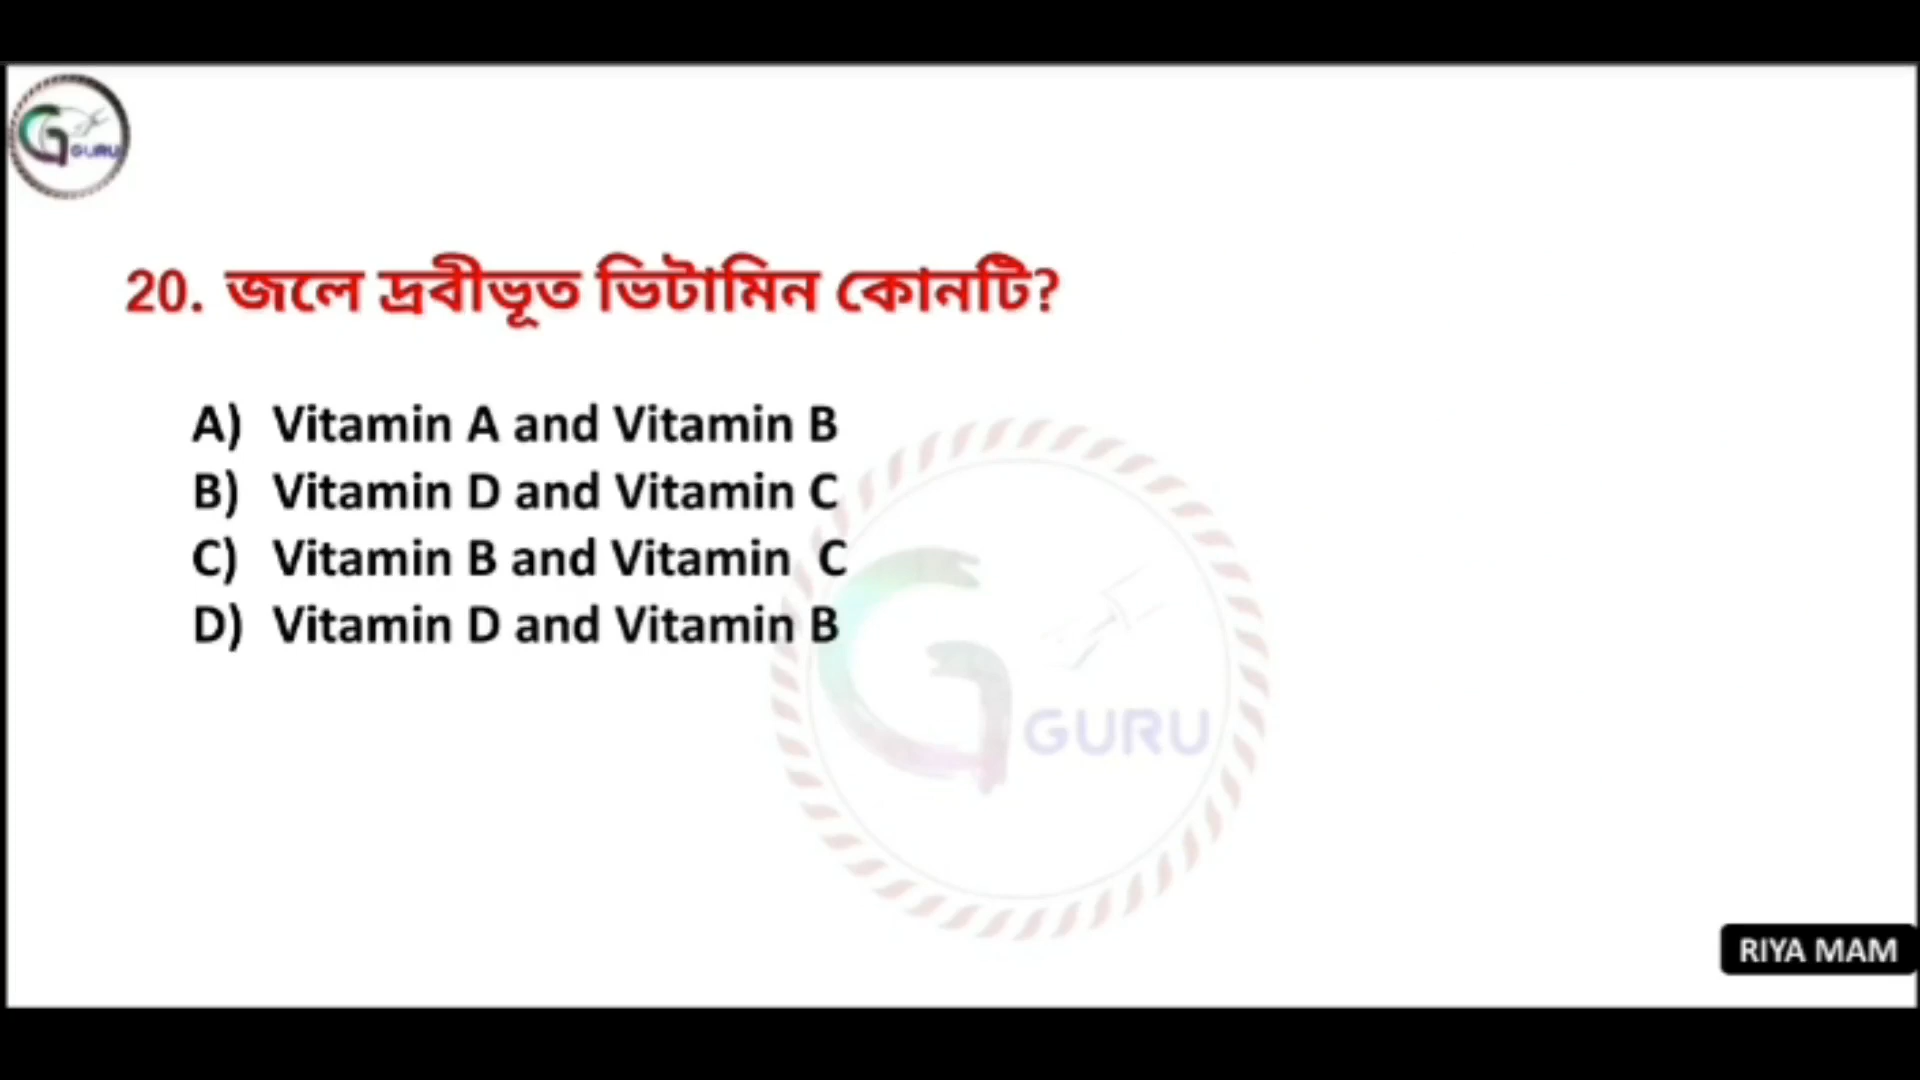 GURU
20. জলে দ্রবীভূত ভিটামিন কোনটি?
A) Vitamin A and Vitamin B
B) Vitamin D and Vitamin C
C) Vitamin B and Vitamin C
D) Vitamin D and Vitamin B
GURU
RIYA MAM